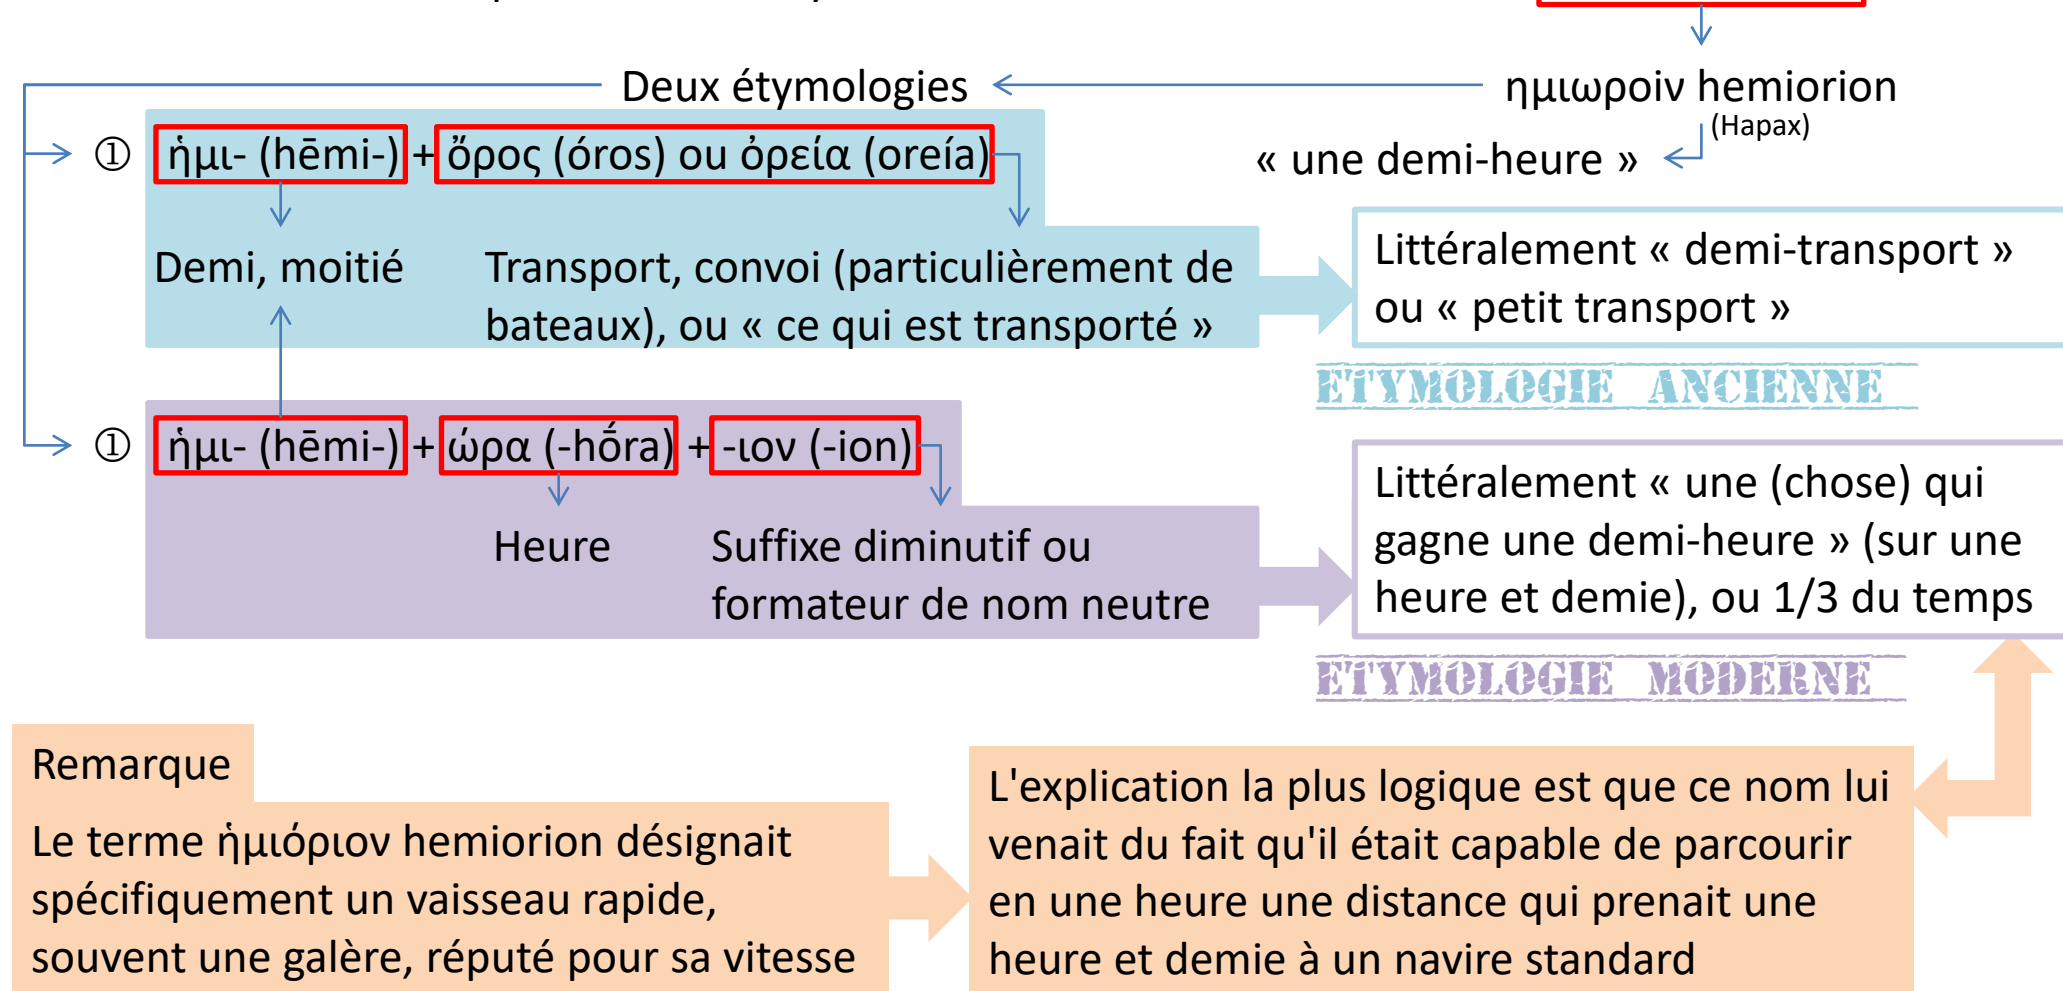 Deux étymologies
ημιωροιν hemiorion
(Hapax)
« une demi-heure »
① ἡμι- (hēmi-) + ὄρος (óros) ou ὀρεία (oreía)
Demi, moitié
Transport, convoi (particulièrement de
bateaux), ou « ce qui est transporté »
Littéralement « demi-transport »
ou « petit transport »
ETYMOLOGIE ANCIENNE
① ἡμι- (hēmi-) + ώρα (-hṓra) + -ιον (-ion)
Heure
Suffixe diminutif ou
formateur de nom neutre
Littéralement « une (chose) qui
gagne une demi-heure » (sur une
heure et demie), ou 1/3 du temps
ETYMOLOGIE MODERNE
Remarque
Le terme ἡμιόριον hemiorion désignait
spécifiquement un vaisseau rapide,
souvent une galère, réputé pour sa vitesse
L'explication la plus logique est que ce nom lui
venait du fait qu'il était capable de parcourir
en une heure une distance qui prenait une
heure et demie à un navire standard